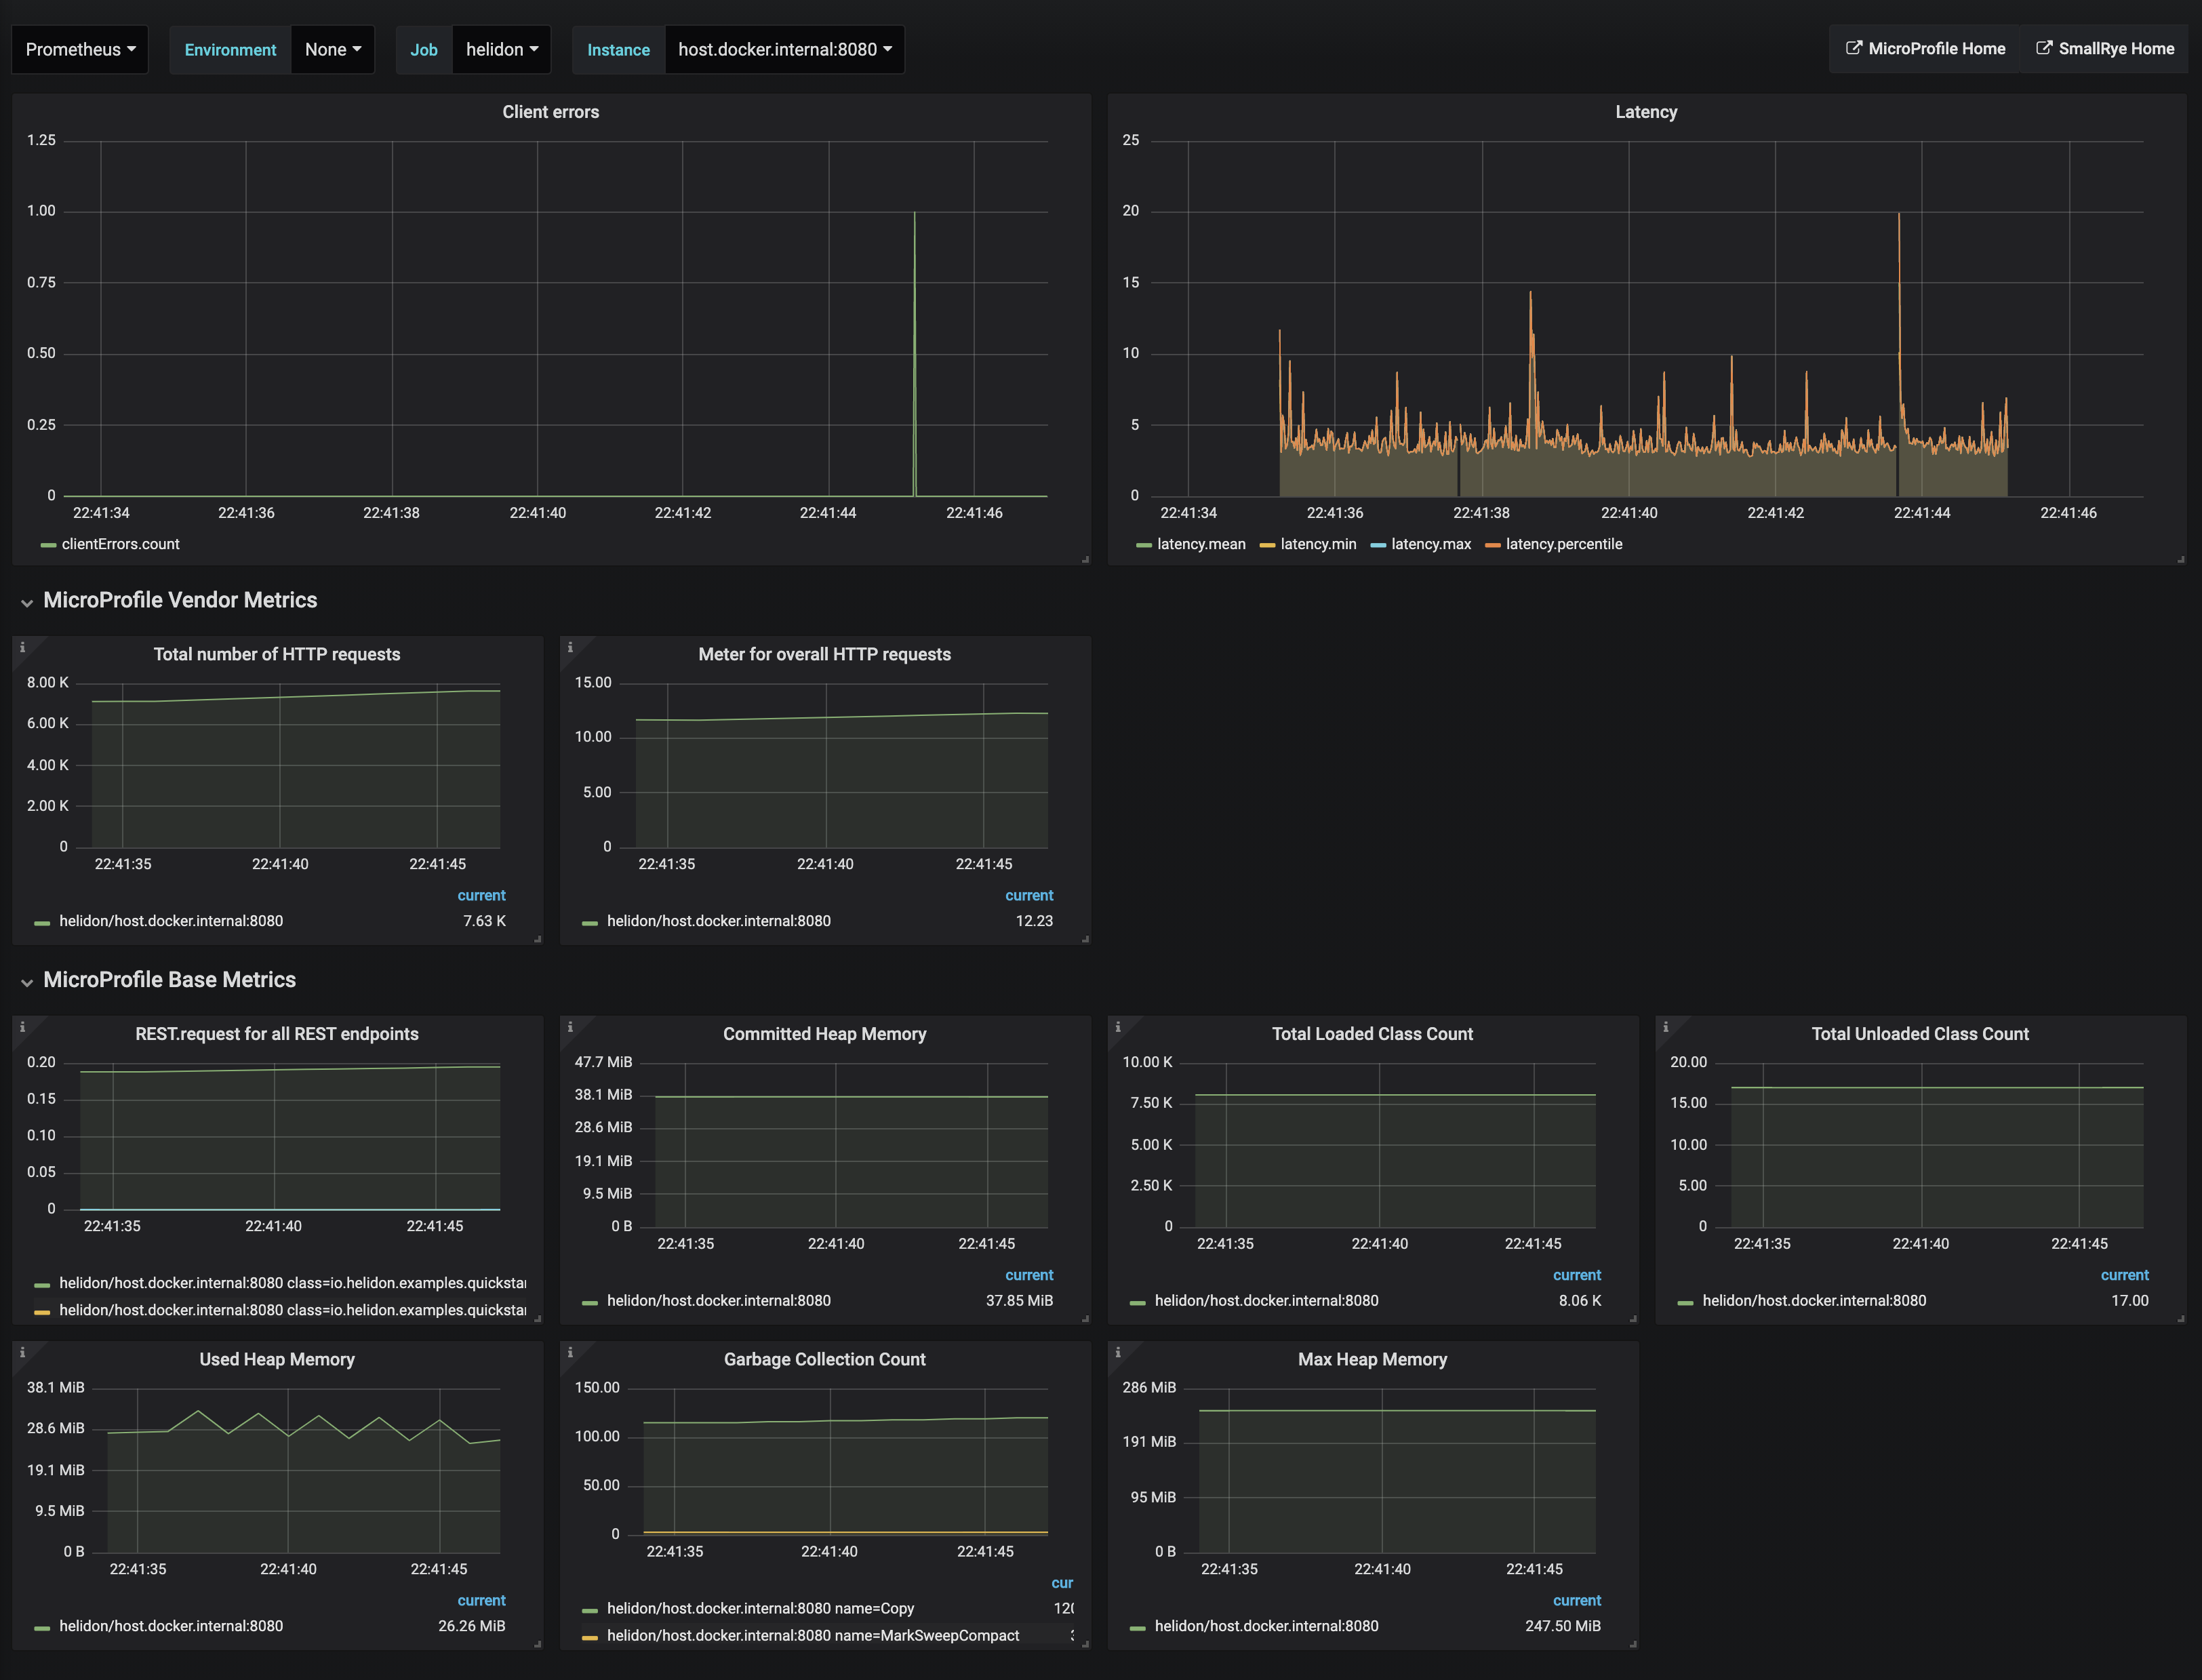 Prometheus
Environment None
Job helidon
Instance host.docker.internal:8080
MicroProfile Home
SmallRye Home
Client errors
1.25
1.00
0.75
0.50
0.25
0
22:41:34 22:41:36 22:41:38 22:41:40 22:41:42 22:41:44 22:41:46
clientErrors.count
Latency
25
20
15
10
5
0
22:41:34 22:41:36 22:41:38 22:41:40 22:41:42 22:41:44 22:41:46
latency.mean latency.min latency.max latency.percentile
MicroProfile Vendor Metrics
Total number of HTTP requests
8.00 K
6.00 K
4.00 K
2.00 K
0
22:41:35 22:41:40 22:41:45
current
helidon/host.docker.internal:8080 7.63 K
Meter for overall HTTP requests
15.00
10.00
5.00
0
22:41:35 22:41:40 22:41:45
current
helidon/host.docker.internal:8080 12.23
MicroProfile Base Metrics
REST.request for all REST endpoints
0.20
0.15
0.10
0.05
0
22:41:35 22:41:40 22:41:45
helidon/host.docker.internal:8080 class=io.helidon.examples.quickstar
helidon/host.docker.internal:8080 class=io.helidon.examples.quickstar
Committed Heap Memory
47.7 MiB
38.1 MiB
28.6 MiB
19.1 MiB
9.5 MiB
0 B
22:41:35 22:41:40 22:41:45
current
helidon/host.docker.internal:8080 37.85 MiB
Total Loaded Class Count
10.00 K
7.50 K
5.00 K
2.50 K
0
22:41:35 22:41:40 22:41:45
current
helidon/host.docker.internal:8080 8.06 K
Total Unloaded Class Count
20.00
15.00
10.00
5.00
0
22:41:35 22:41:40 22:41:45
current
helidon/host.docker.internal:8080 17.00
Used Heap Memory
38.1 MiB
28.6 MiB
19.1 MiB
9.5 MiB
0 B
22:41:35 22:41:40 22:41:45
current
helidon/host.docker.internal:8080 26.26 MiB
Garbage Collection Count
150.00
100.00
50.00
0
22:41:35 22:41:40 22:41:45
cur
helidon/host.docker.internal:8080 name=Copy 120
helidon/host.docker.internal:8080 name=MarkSweepCompact
Max Heap Memory
286 MiB
191 MiB
95 MiB
0 B
22:41:35 22:41:40 22:41:45
current
helidon/host.docker.internal:8080 247.50 MiB